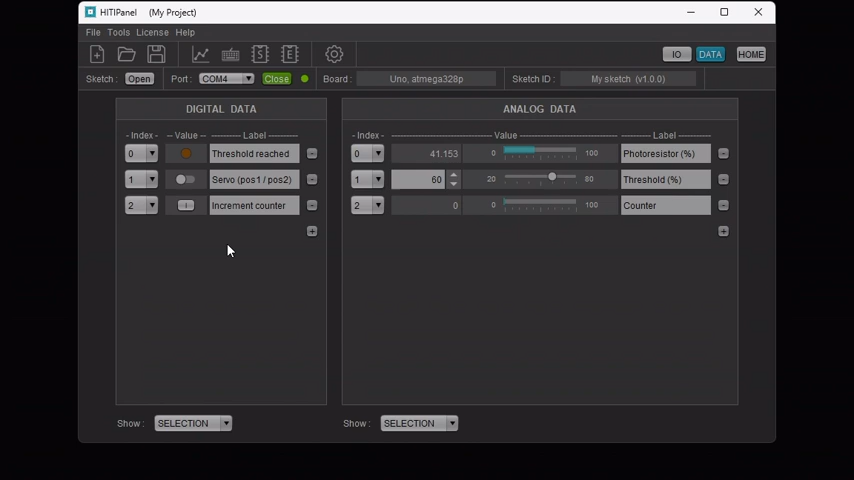 HITIPanel (My Project)
File Tools License Help
S E IO DATA HOME
Sketch : Open Port : COM4 Close Board : Uno, atmega328p Sketch ID : My sketch (v1.0.0)
DIGITAL DATA
- Index - - Value - Label
0 Threshold reached
1 Servo (pos1 / pos2)
2 I Increment counter
Show : SELECTION
ANALOG DATA
- Index - Value Label
0 41.153 0 100 Photoresistor (%)
1 60 20 80 Threshold (%)
2 0 0 100 Counter
Show : SELECTION